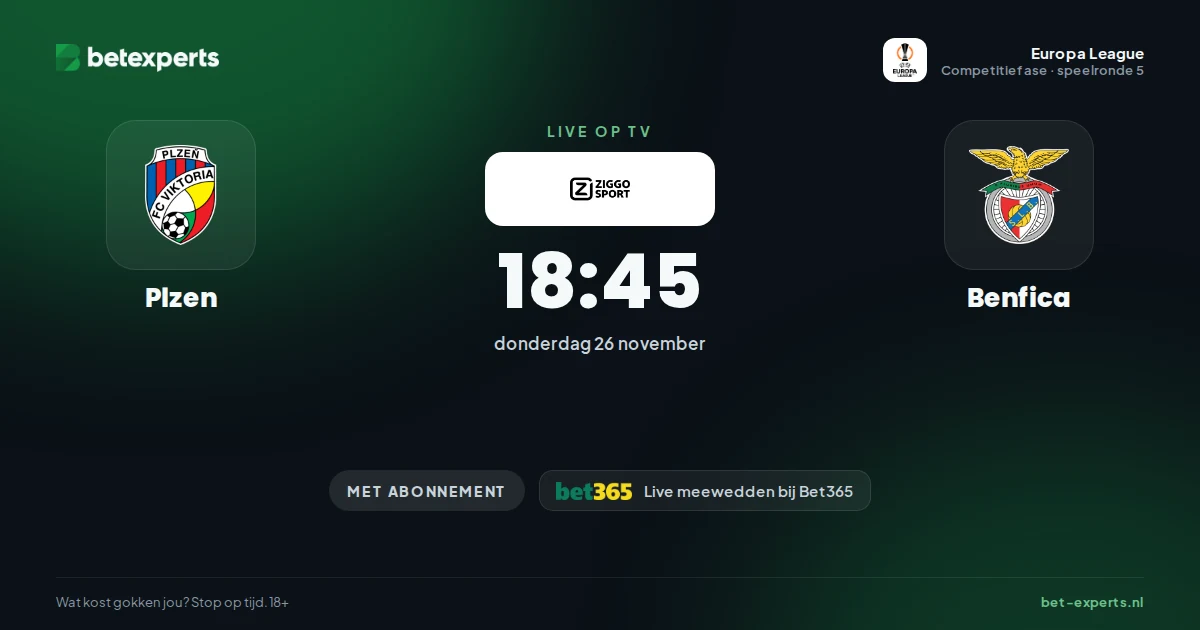 betexperts
EUROPA
LEAGUE
Europa League
Competitiefase · speelronde 5
LIVE OP TV
PLZEŇ
FC VIKTORIA
ZIGGO
SPORT
18:45
donderdag 26 november
Plzen
Benfica
MET ABONNEMENT
bet365 Live meewedden bij Bet365
Wat kost gokken jou? Stop op tijd. 18+
bet-experts.nl